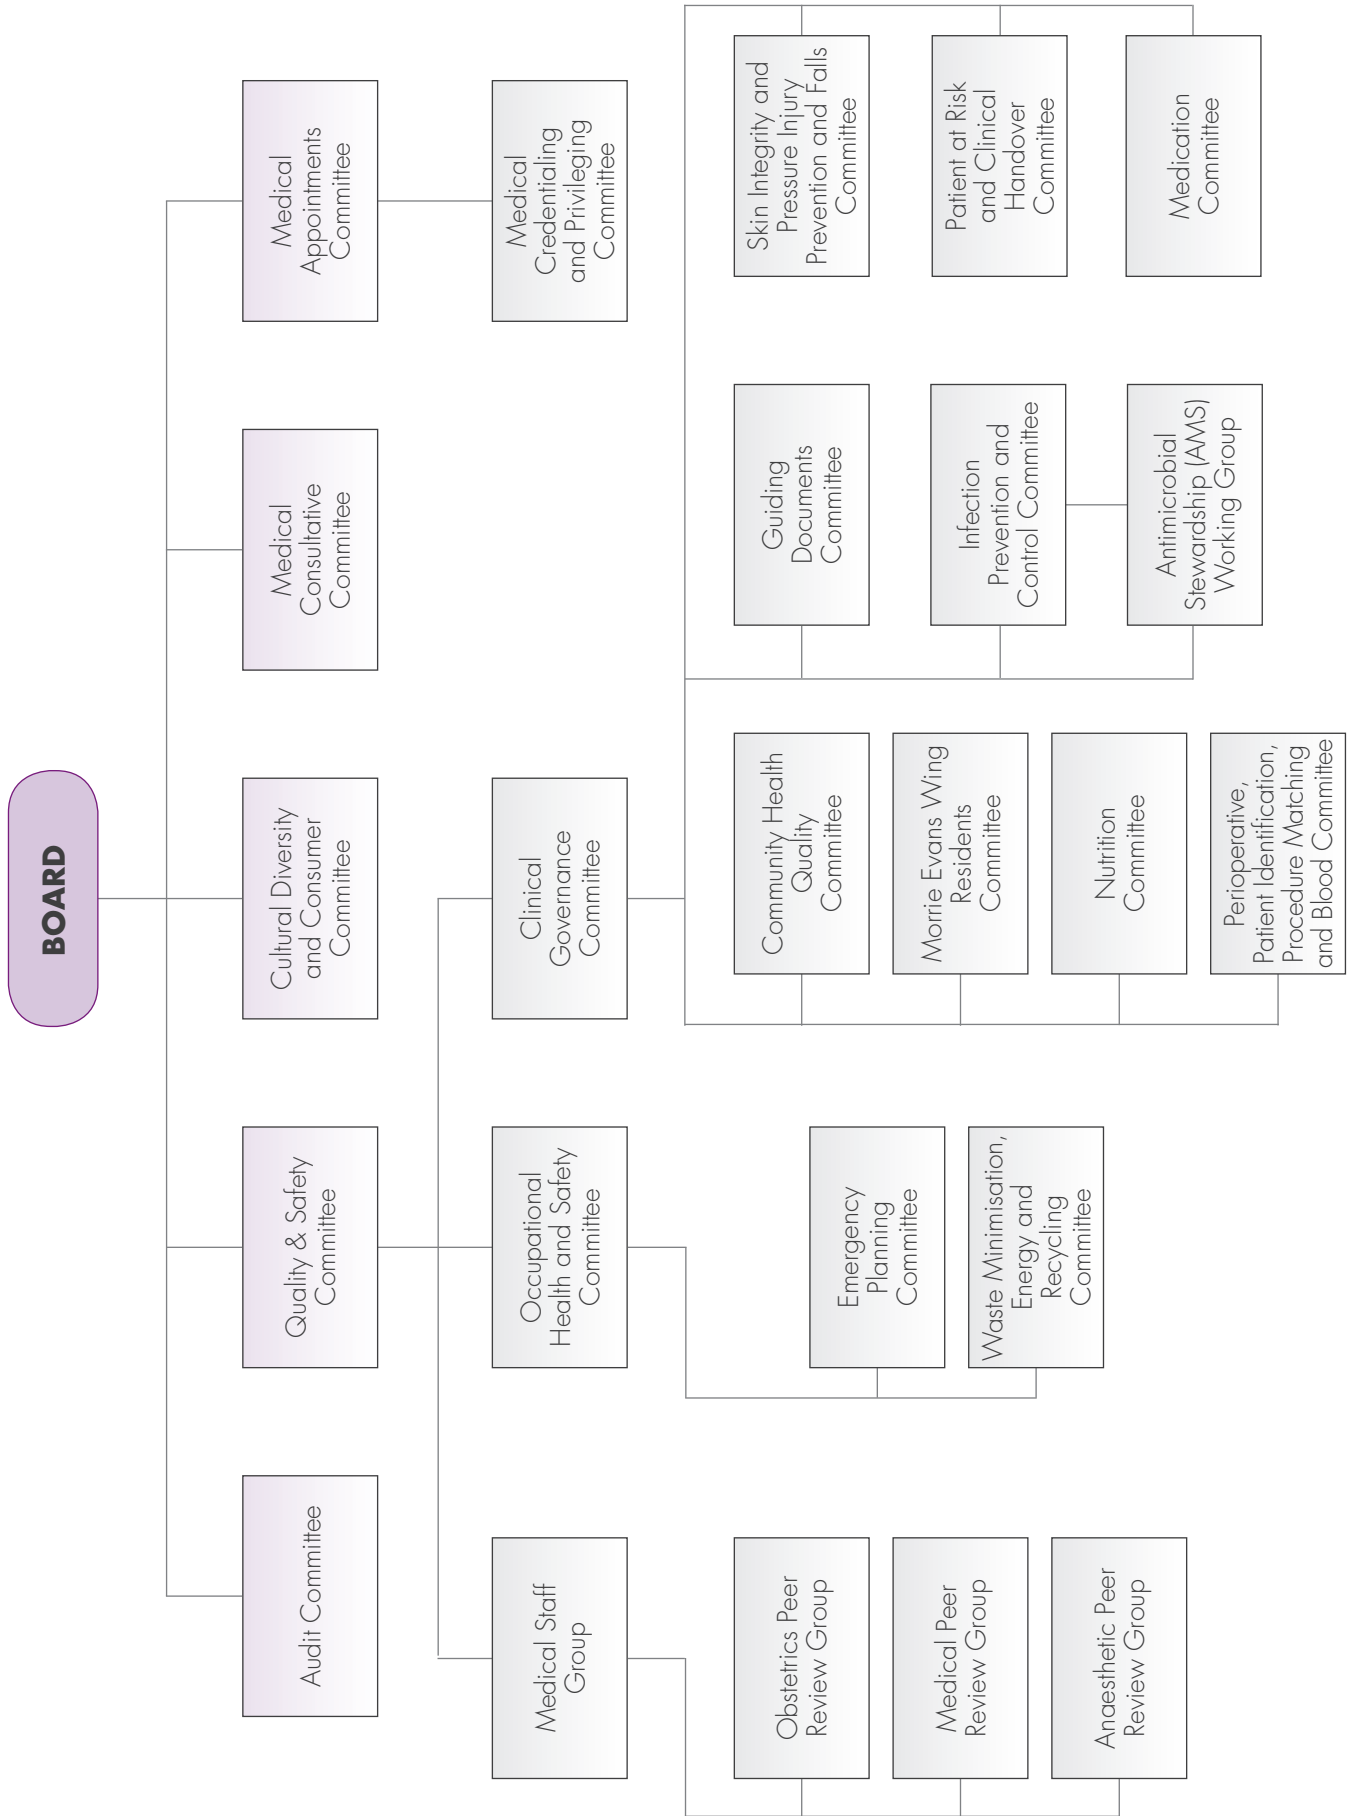 BOARD
Audit Committee
Quality & Safety
Committee
Cultural Diversity
and Consumer
Committee
Medical
Consultative
Committee
Medical
Appointments
Committee
Medical Staff
Group
Occupational
Health and Safety
Committee
Clinical
Governance
Committee
Medical
Credentialing
and Privileging
Committee
Obstetrics Peer
Review Group
Medical Peer
Review Group
Anaesthetic Peer
Review Group
Emergency
Planning
Committee
Waste Minimisation,
Energy and
Recycling
Committee
Community Health
Quality
Committee
Morrie Evans Wing
Residents
Committee
Nutrition
Committee
Perioperative,
Patient Identification,
Procedure Matching
and Blood Committee
Guiding
Documents
Committee
Infection
Prevention and
Control Committee
Antimicrobial
Stewardship (AMS)
Working Group
Skin Integrity and
Pressure Injury
Prevention and Falls
Committee
Patient at Risk
and Clinical
Handover
Committee
Medication
Committee